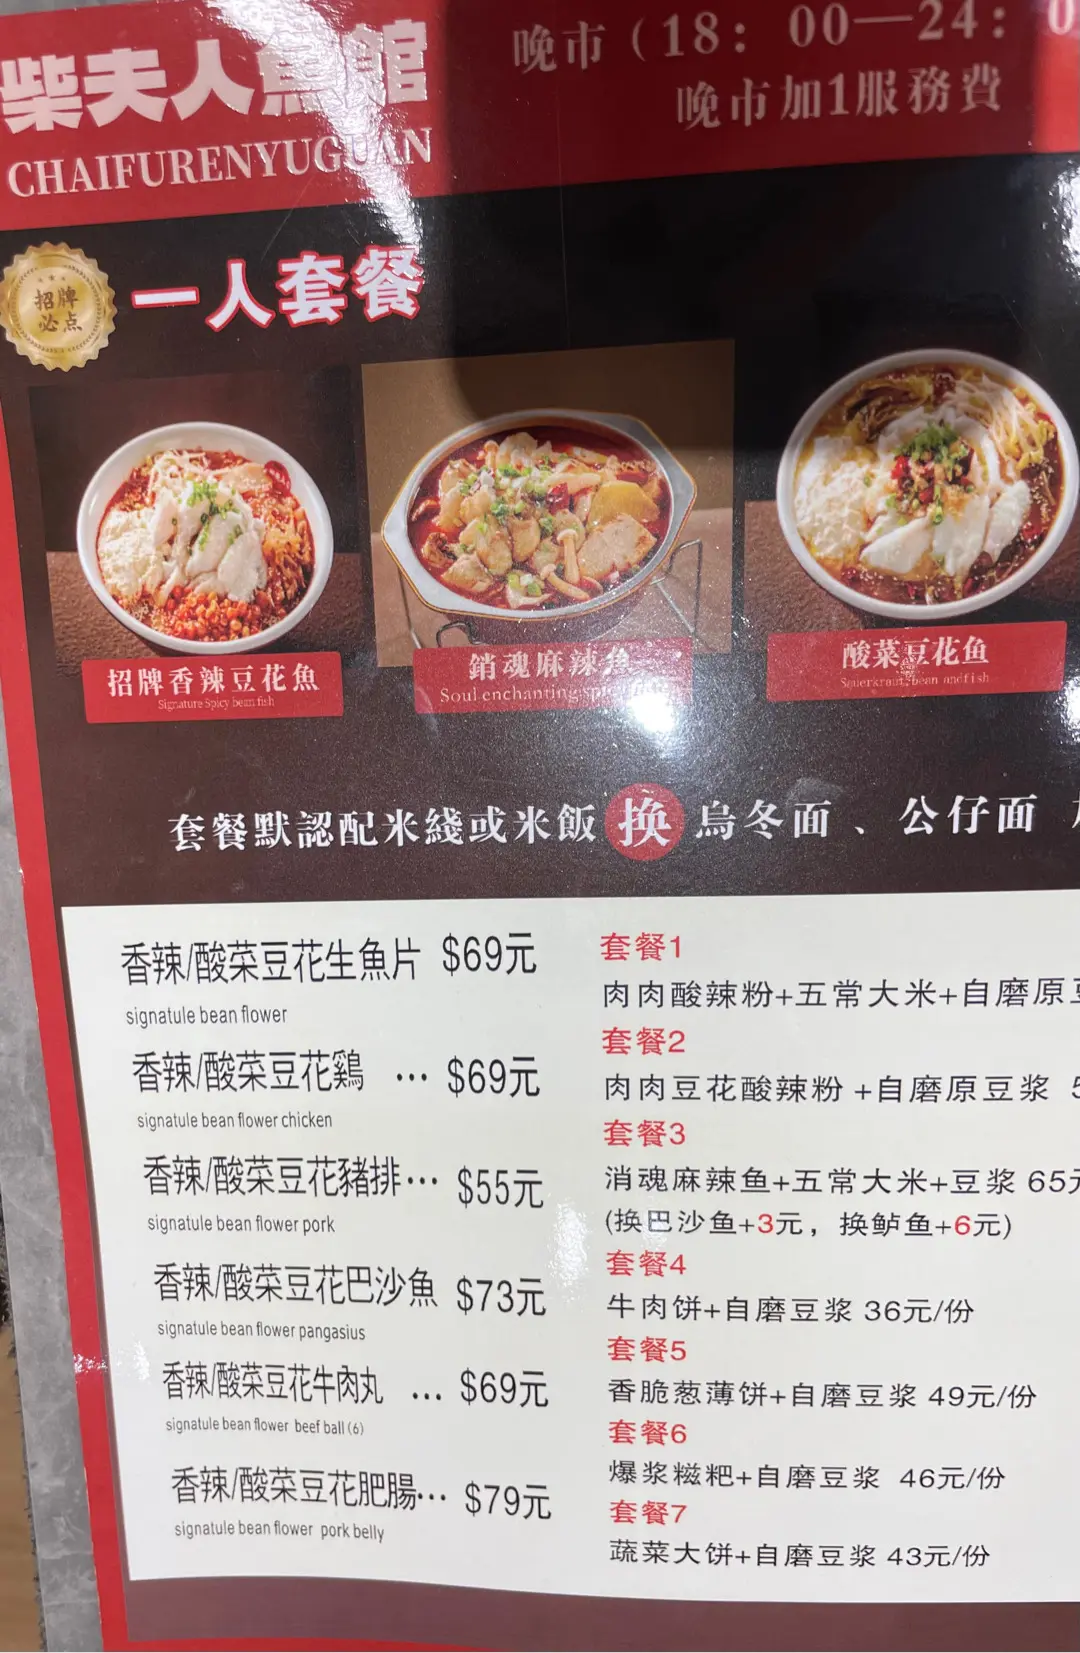 柴夫人魚館
CHAIFURENYUGUAN
晚市（18：00—24：0
晚市加1服務費
招牌
必点
一人套餐
招牌香辣豆花魚
Signature Spicy bean fish
銷魂麻辣魚
Soul enchanting
酸菜豆花鱼
Sauerkraut bean and fish
套餐默認配米綫或米飯換烏冬面、公仔面
香辣/酸菜豆花生魚片 $69元
signatule bean flower
香辣/酸菜豆花鷄 … $69元
signatule bean flower chicken
香辣/酸菜豆花豬排… $55元
signatule bean flower pork
香辣/酸菜豆花巴沙魚 $73元
signatule bean flower pangasius
香辣/酸菜豆花牛肉丸 … $69元
signatule bean flower beef ball (6)
香辣/酸菜豆花肥腸… $79元
signatule bean flower pork belly
套餐1
肉肉酸辣粉+五常大米+自磨原豆
套餐2
肉肉豆花酸辣粉+自磨原豆浆 5
套餐3
消魂麻辣鱼+五常大米+豆浆 65元
(换巴沙鱼+3元，换鲈鱼+6元)
套餐4
牛肉饼+自磨豆浆 36元/份
套餐5
香脆葱薄饼+自磨豆浆 49元/份
套餐6
爆浆糍粑+自磨豆浆 46元/份
套餐7
蔬菜大饼+自磨豆浆 43元/份